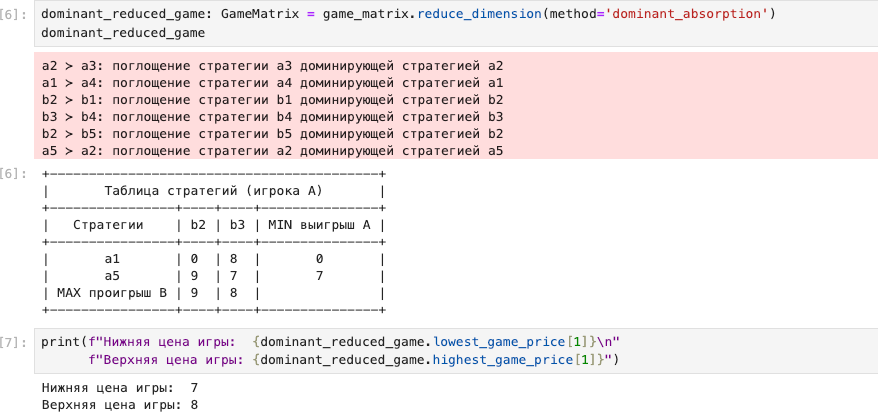 [6]: dominant_reduced_game: GameMatrix = game_matrix.reduce_dimension(method='dominant_absorption')
dominant_reduced_game
a2 ≻ a3: поглощение стратегии a3 доминирующей стратегией a2
a1 ≻ a4: поглощение стратегии a4 доминирующей стратегией a1
b2 ≻ b1: поглощение стратегии b1 доминирующей стратегией b2
b3 ≻ b4: поглощение стратегии b4 доминирующей стратегией b3
b2 ≻ b5: поглощение стратегии b5 доминирующей стратегией b2
a5 ≻ a2: поглощение стратегии a2 доминирующей стратегией a5
[6]: +------------------------------------------+
|       Таблица стратегий (игрока A)       |
+----------------+----+----+---------------+
|   Стратегии    | b2 | b3 | MIN выигрыш A |
+----------------+----+----+---------------+
|       a1       | 0  | 8  |       0       |
|       a5       | 9  | 7  |       7       |
| MAX проигрыш B | 9  | 8  |               |
+----------------+----+----+---------------+
[7]: print(f"Нижняя цена игры:  {dominant_reduced_game.lowest_game_price[1]}\n"
f"Верхняя цена игры: {dominant_reduced_game.highest_game_price[1]}")
Нижняя цена игры:  7
Верхняя цена игры: 8